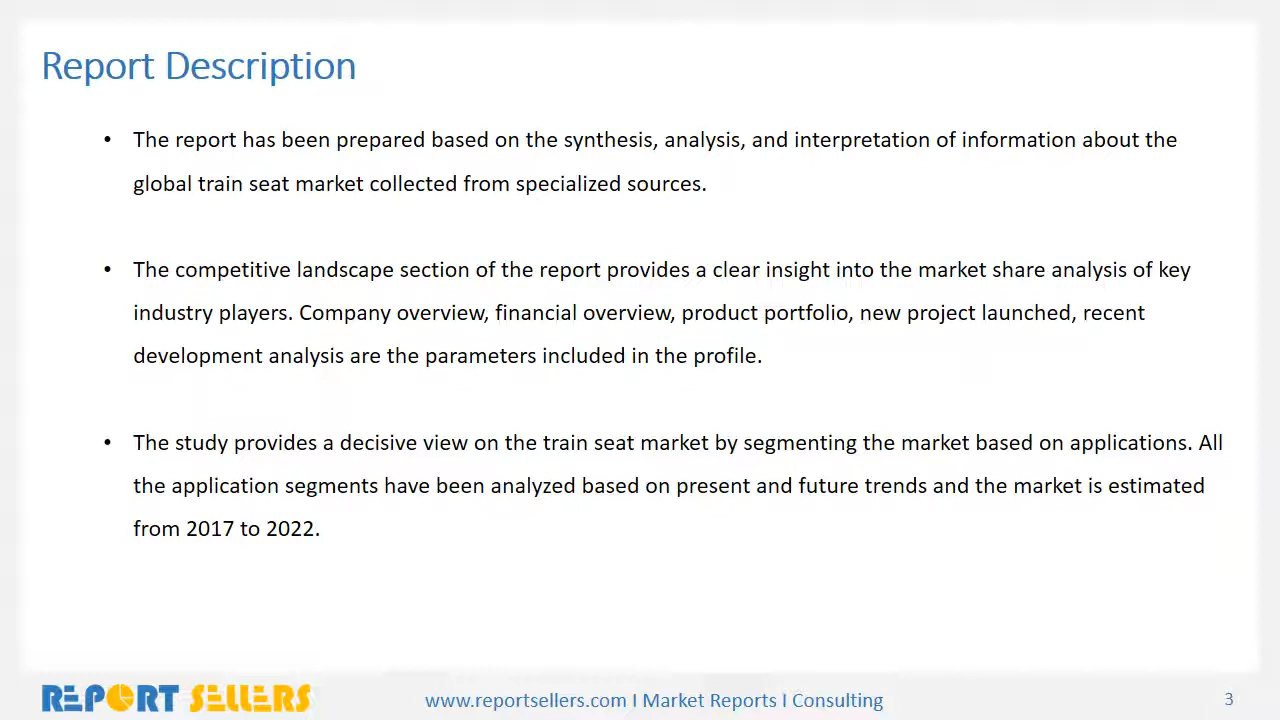 Report Description
• The report has been prepared based on the synthesis, analysis, and interpretation of information about the
global train seat market collected from specialized sources.
• The competitive landscape section of the report provides a clear insight into the market share analysis of key
industry players. Company overview, financial overview, product portfolio, new project launched, recent
development analysis are the parameters included in the profile.
• The study provides a decisive view on the train seat market by segmenting the market based on applications. All
the application segments have been analyzed based on present and future trends and the market is estimated
from 2017 to 2022.
REPORT SELLERS
www.reportsellers.com I Market Reports I Consulting
3